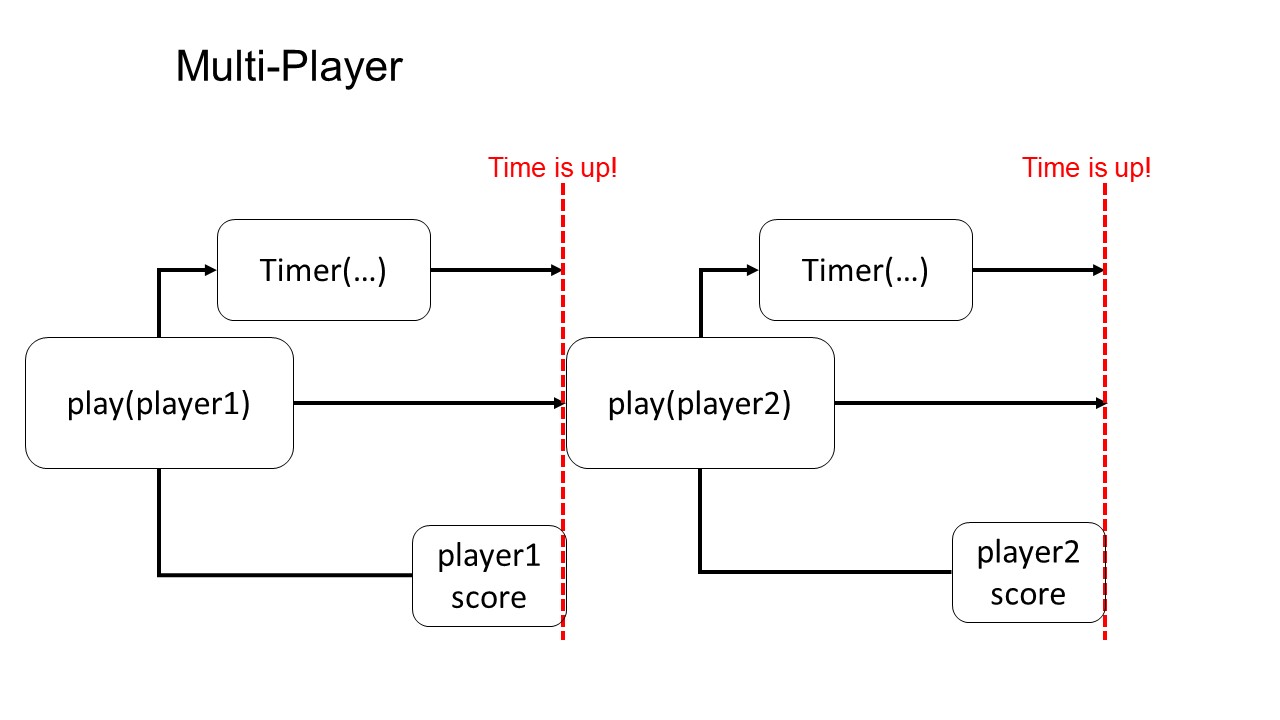 Multi-Player
Time is up!
Time is up!
Timer(…)
Timer(…)
play(player1)
play(player2)
player1
score
player2
score